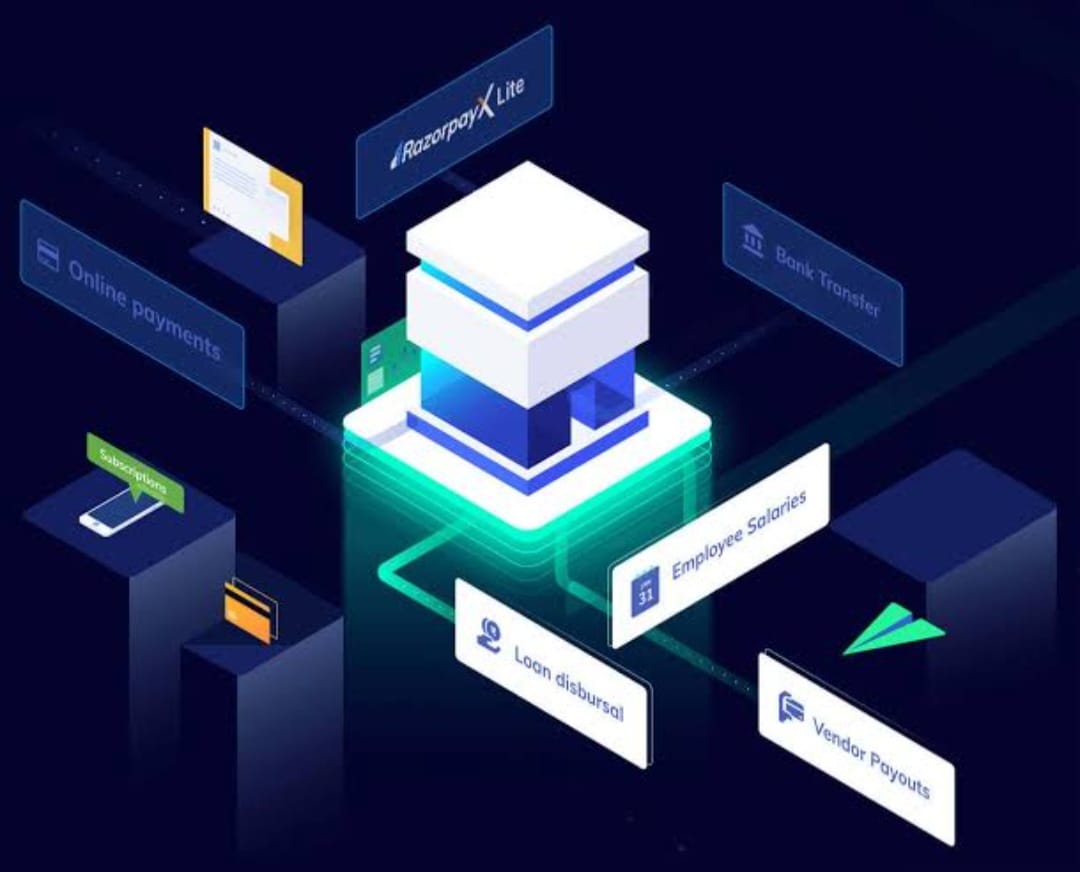 RazorpayX Lite
Online payments
Bank Transfer
Subscriptions
Employee Salaries
31
Loan disbursal
Vendor Payouts